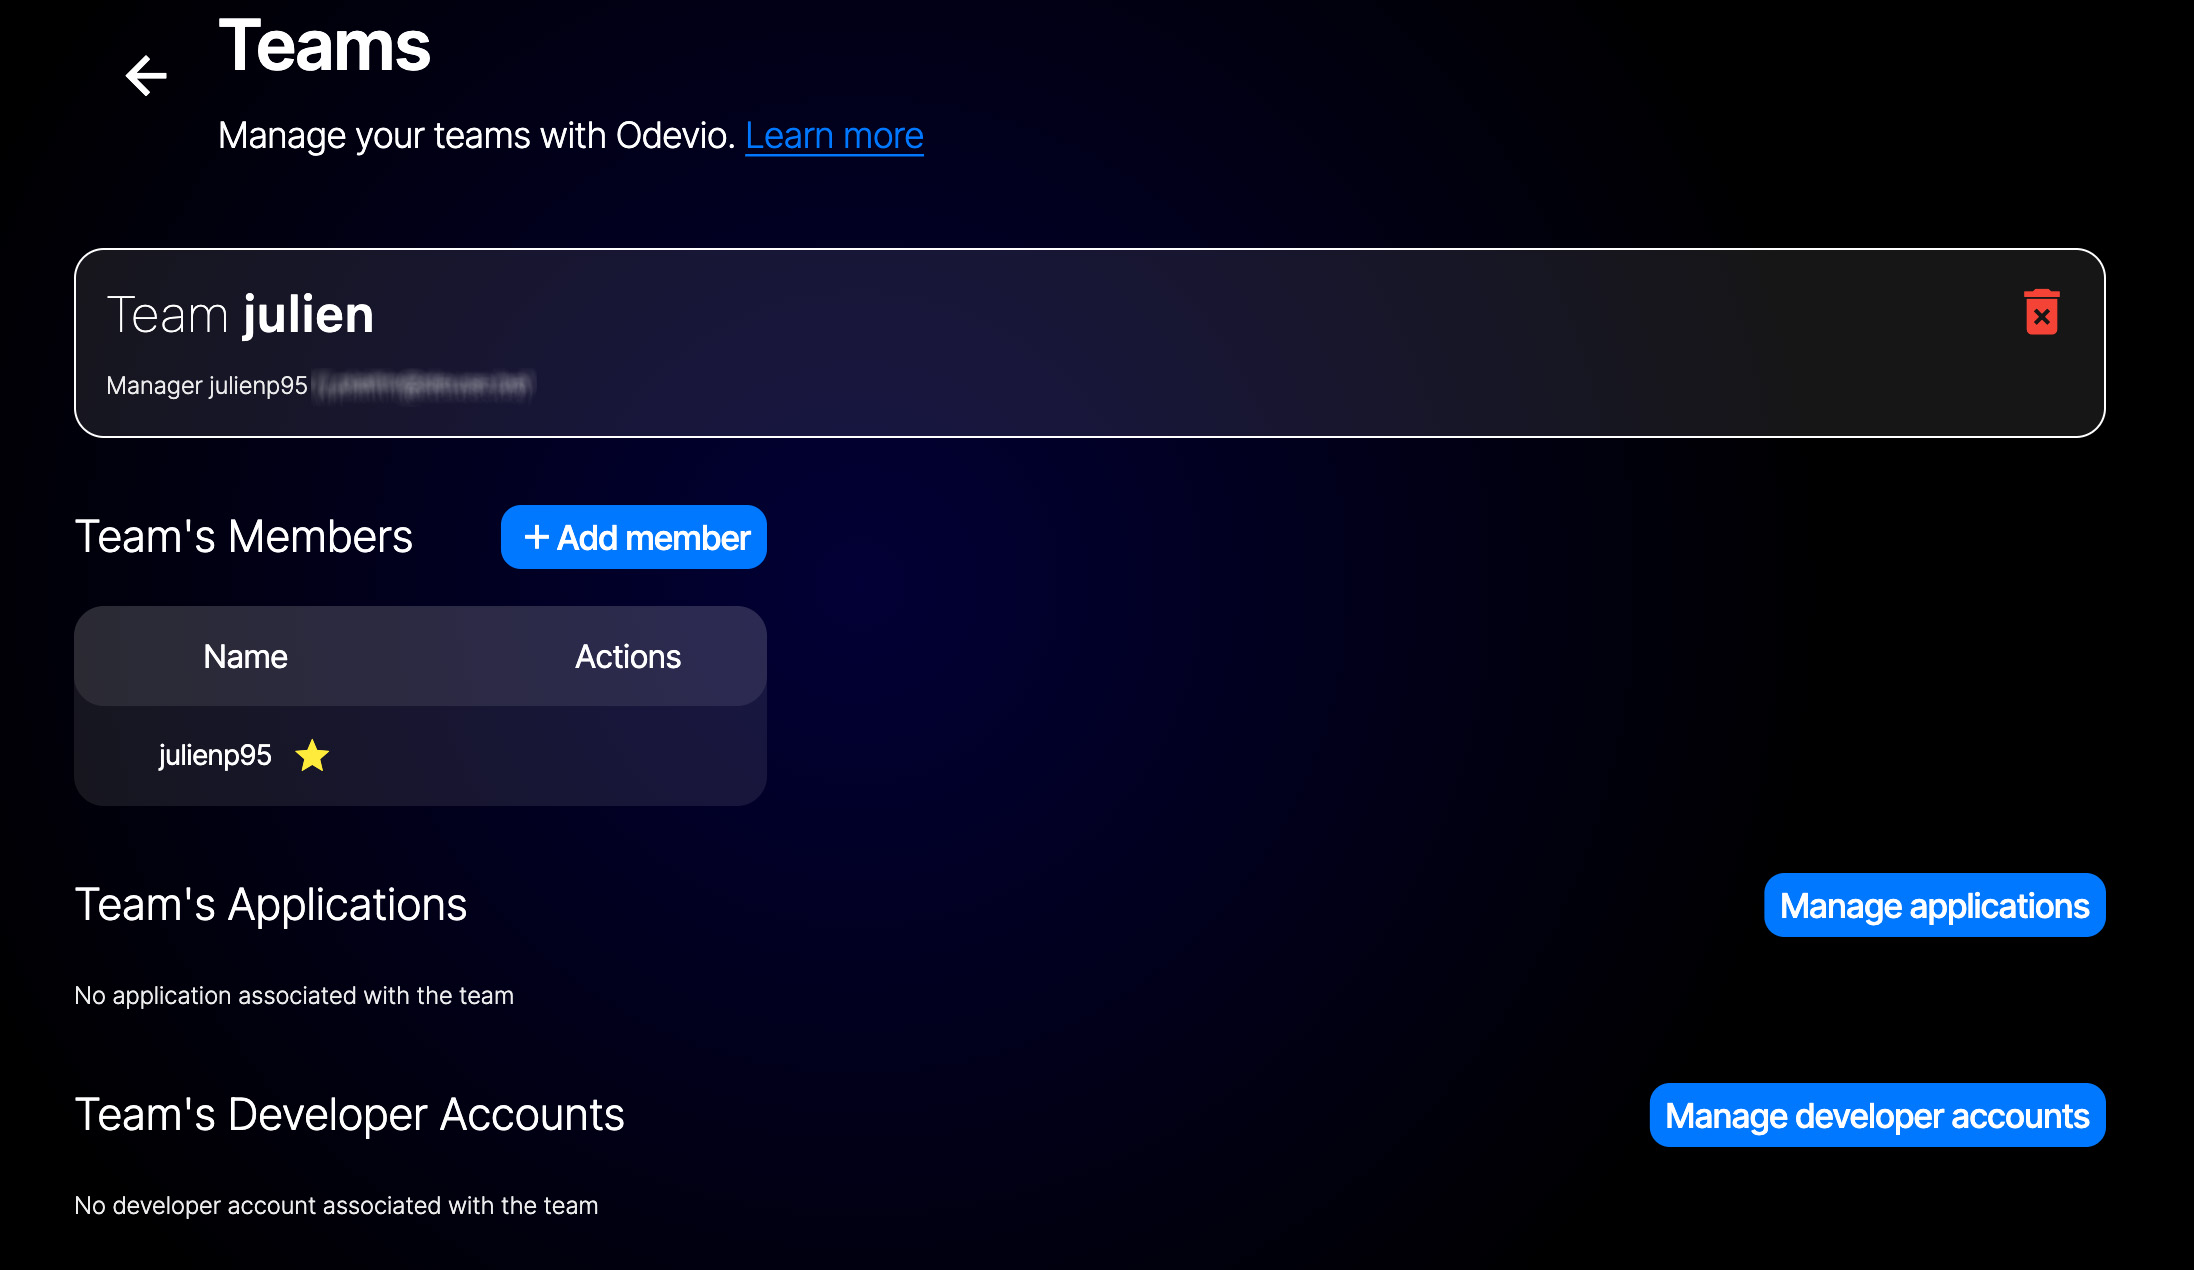 Teams
Manage your teams with Odevio. Learn more
Team julien
Manager julienp95
Team's Members
+ Add member
Name Actions
julienp95
Team's Applications
Manage applications
No application associated with the team
Team's Developer Accounts
Manage developer accounts
No developer account associated with the team